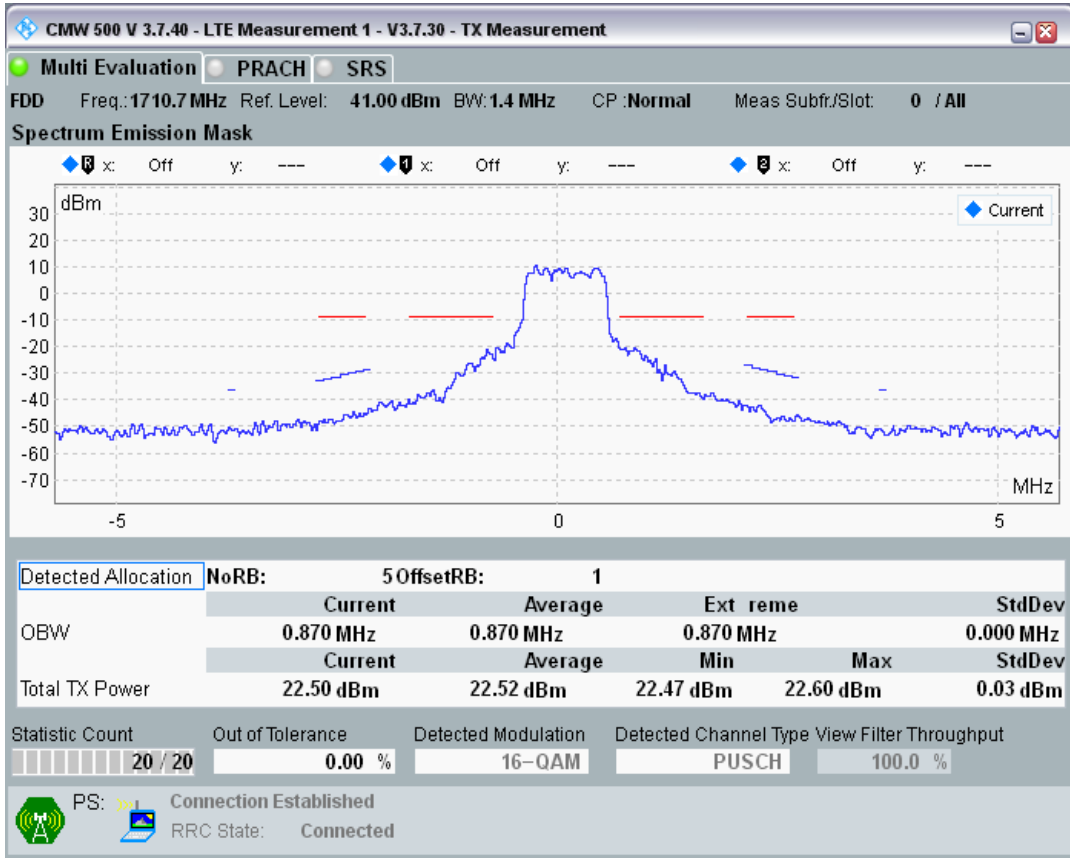 CMW 500 V 3.7.40 - LTE Measurement 1 - V3.7.30 - TX Measurement
Multi Evaluation PRACH SRS
FDD Freq.: 1710.7 MHz Ref. Level: 41.00 dBm BW: 1.4 MHz CP : Normal Meas Subfr./Slot: 0 / All
Spectrum Emission Mask
R x: Off y: --- 1 x: Off y: --- 2 x: Off y: ---
dBm
Current
30
20
10
0
-10
-20
-30
-40
-50
-60
-70
MHz
-5 0 5
Detected Allocation NoRB: 5 OffsetRB: 1
Current Average Ext reme StdDev
OBW 0.870 MHz 0.870 MHz 0.870 MHz 0.000 MHz
Current Average Min Max StdDev
Total TX Power 22.50 dBm 22.52 dBm 22.47 dBm 22.60 dBm 0.03 dBm
Statistic Count Out of Tolerance Detected Modulation Detected Channel Type View Filter Throughput
20 / 20 0.00 % 16-QAM PUSCH 100.0 %
PS: Connection Established
RRC State: Connected